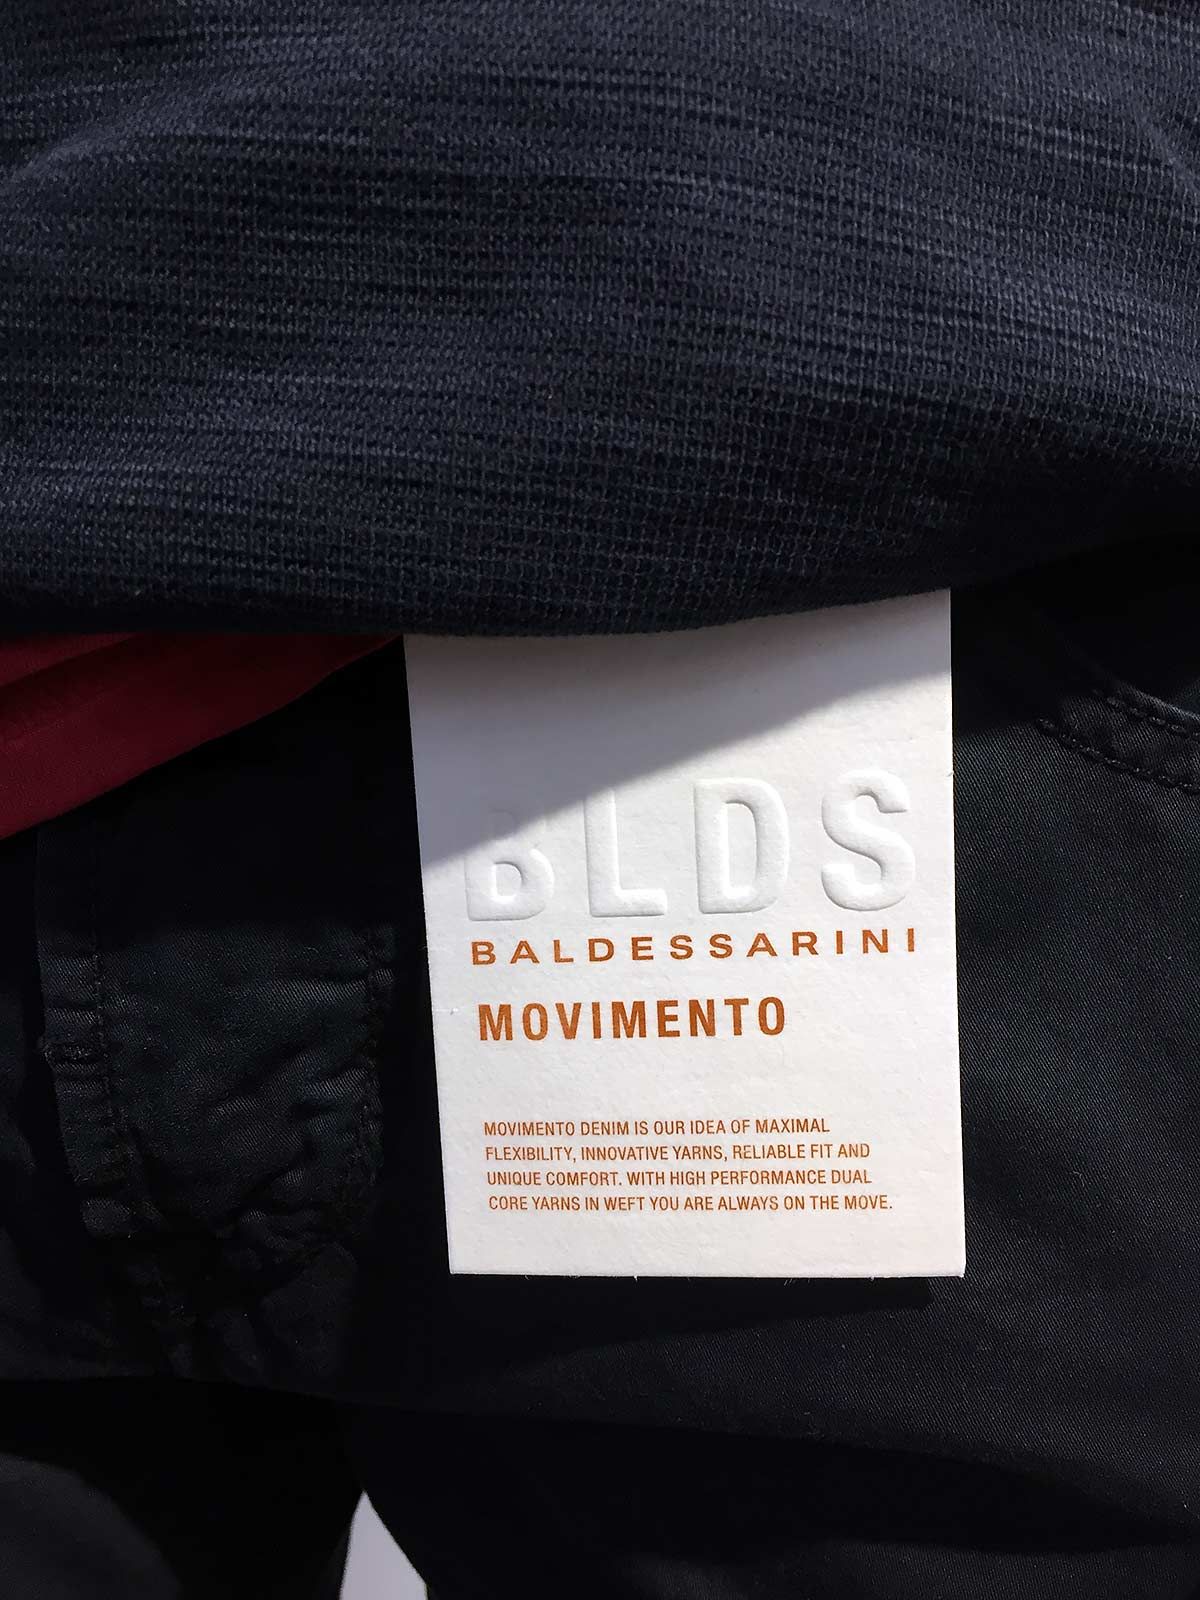 BLDS
BALDESSARINI
MOVIMENTO
MOVIMENTO DENIM IS OUR IDEA OF MAXIMAL
FLEXIBILITY, INNOVATIVE YARNS, RELIABLE FIT AND
UNIQUE COMFORT. WITH HIGH PERFORMANCE DUAL
CORE YARNS IN WEFT YOU ARE ALWAYS ON THE MOVE.